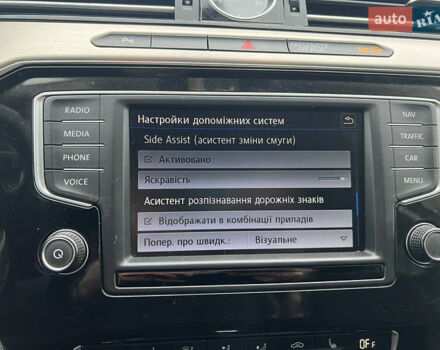 auto RIA
PASSENGER
RADIO
MEDIA
PHONE
VOICE
NAV
TRAFFIC
CAR
MENU
Настройки допоміжних систем
Side Assist (асистент зміни смуги)
Активовано
Яскравість
Асистент розпізнавання дорожніх знаків
Відображати в комбінації приладів
Попер. про швидк.: Візуальне
OFF